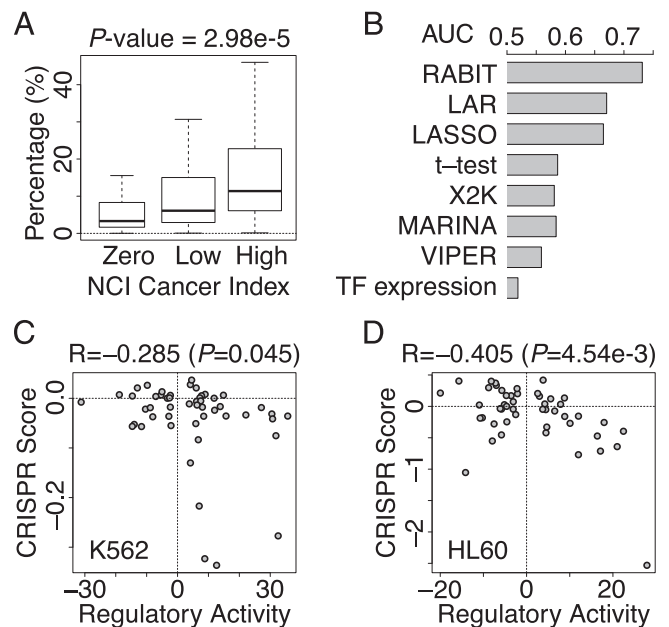 A
P-value = 2.98e-5
Percentage (%)
0 20 40
Zero Low High
NCI Cancer Index
B
AUC
0.5 0.6 0.7
RABIT
LAR
LASSO
t−test
X2K
MARINA
VIPER
TF expression
C
R=−0.285 (P=0.045)
CRISPR Score
0.0
−0.2
K562
−30 0 30
Regulatory Activity
D
R=−0.405 (P=4.54e-3)
CRISPR Score
0
−1
−2
HL60
−20 0 20
Regulatory Activity